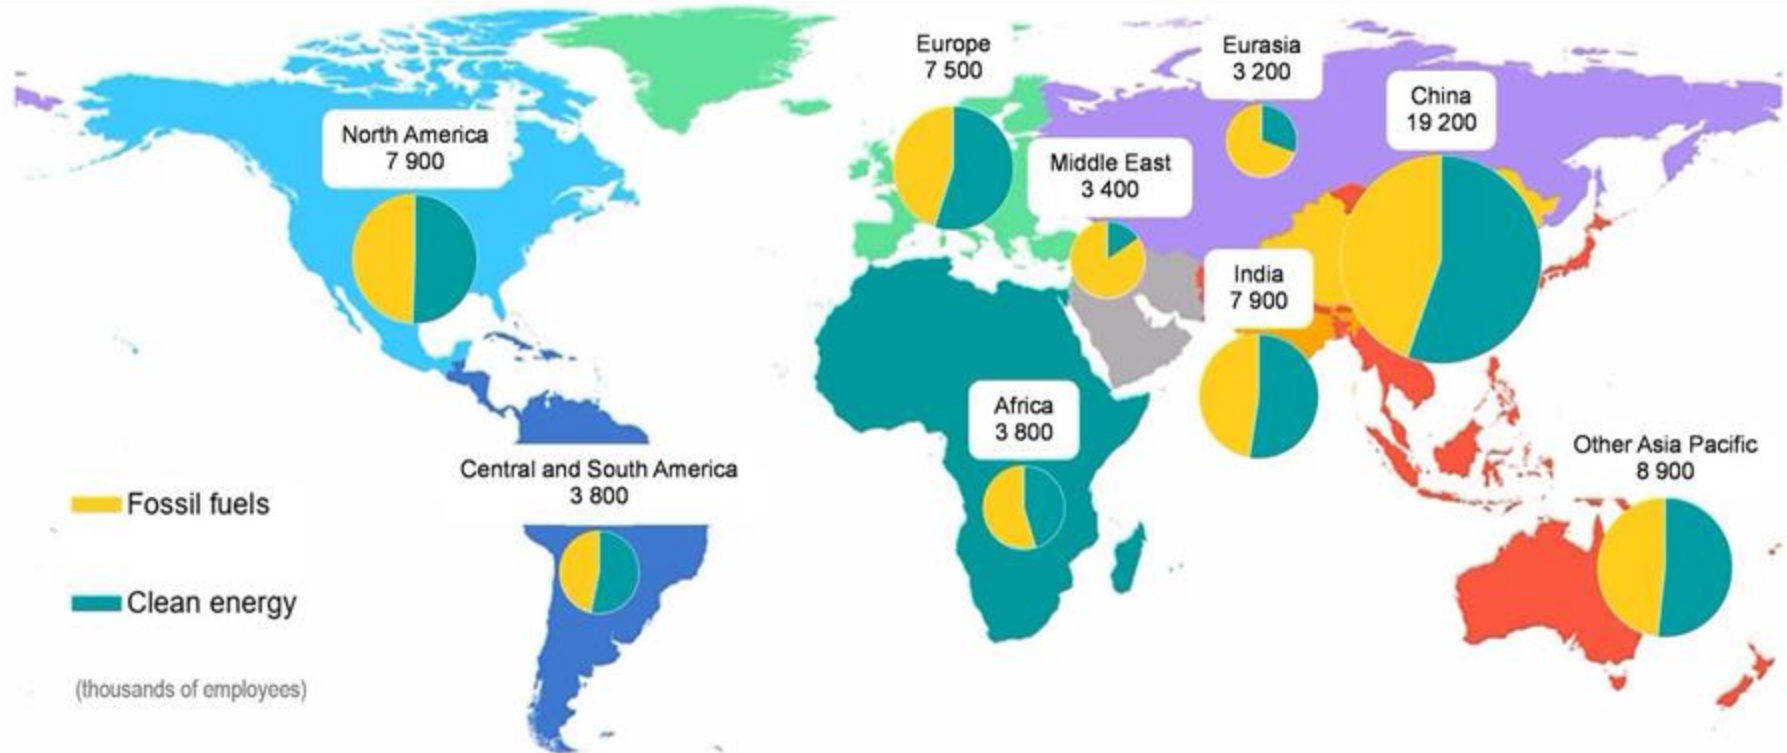 Europe
7 500
Eurasia
3 200
China
19 200
North America
7 900
Middle East
3 400
India
7 900
Africa
3 800
Other Asia Pacific
8 900
Central and South America
3 800
Fossil fuels
Clean energy
(thousands of employees)